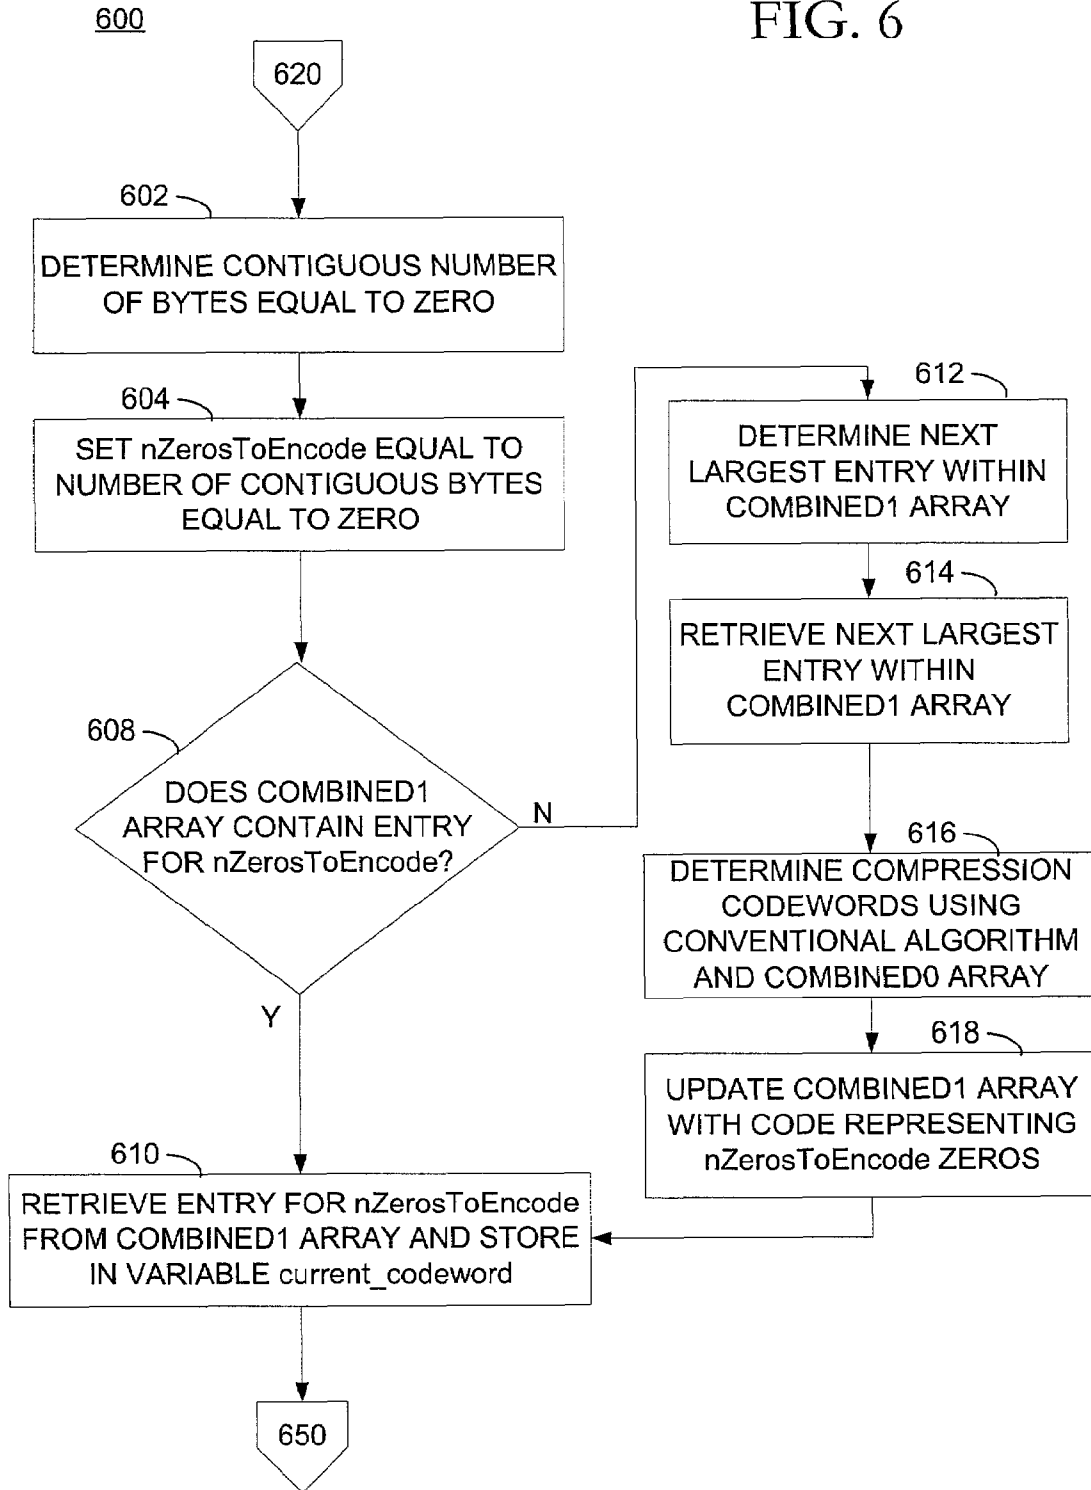 600
FIG. 6
620
602
DETERMINE CONTIGUOUS NUMBER
OF BYTES EQUAL TO ZERO
604
SET nZerosToEncode EQUAL TO
NUMBER OF CONTIGUOUS BYTES
EQUAL TO ZERO
608
DOES COMBINED1
ARRAY CONTAIN ENTRY
FOR nZerosToEncode?
N
Y
612
DETERMINE NEXT
LARGEST ENTRY WITHIN
COMBINED1 ARRAY
614
RETRIEVE NEXT LARGEST
ENTRY WITHIN
COMBINED1 ARRAY
616
DETERMINE COMPRESSION
CODEWORDS USING
CONVENTIONAL ALGORITHM
AND COMBINED0 ARRAY
618
UPDATE COMBINED1 ARRAY
WITH CODE REPRESENTING
nZerosToEncode ZEROS
610
RETRIEVE ENTRY FOR nZerosToEncode
FROM COMBINED1 ARRAY AND STORE
IN VARIABLE current_codeword
650